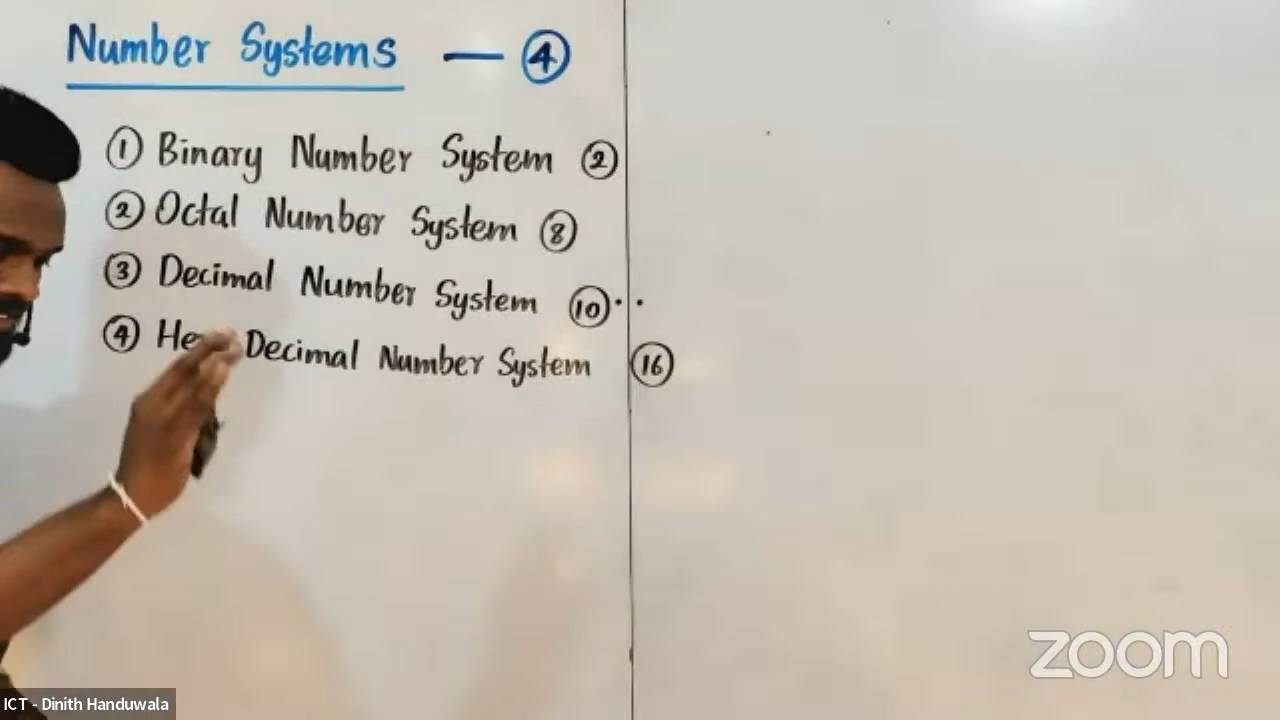 Number Systems — ④
① Binary Number System ②
② Octal Number System ⑧
③ Decimal Number System ⑩..
④ Decimal Number System ⑯
zoom
ICT - Dinith Handuwala